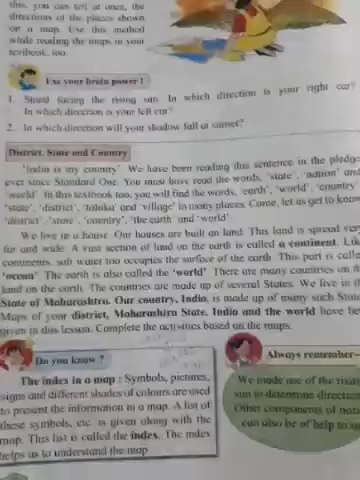 this, you can tell at once, the
directions of the places shown
on a map. Use this method
while reading the maps in your
textbook, too.
Use your brain power !
1. Stand facing the rising sun. In which direction is your right ear?
In which direction is your left ear?
2. In which direction will your shadow fall at sunset?
District, State and Country
'India is my country'. We have been reading this sentence in the pledge
ever since Standard One. You must have read the words, 'state', 'nation' and
'world'. In this textbook too, you will find the words, 'earth', 'world', 'country'
'state', 'district', 'taluka' and 'village' in many places. Come, let us get to know
'district', 'state', 'country', 'the earth' and 'world'.
We live in a house. Our houses are built on land. This land is spread very
far and wide. A vast section of land on the earth is called a continent. Like
continents, salt water too occupies the surface of the earth. This part is calle
'ocean'. The earth is also called the 'world'. There are many countries on
land on the earth. The countries are made up of several States. We live in
State of Maharashtra. Our country, India, is made up of many such State
Maps of your district, Maharashtra State, India and the world have be
given in this lesson. Complete the activities based on the maps.
Do you know ?
The index in a map : Symbols, pictures,
signs and different shades of colours are used
to present the information in a map. A list of
these symbols, etc. is given along with the
map. This list is called the index. The index
helps us to understand the map.
Always remember-
We made use of the rising
sun to determine direction
Other components of natu
can also be of help to us